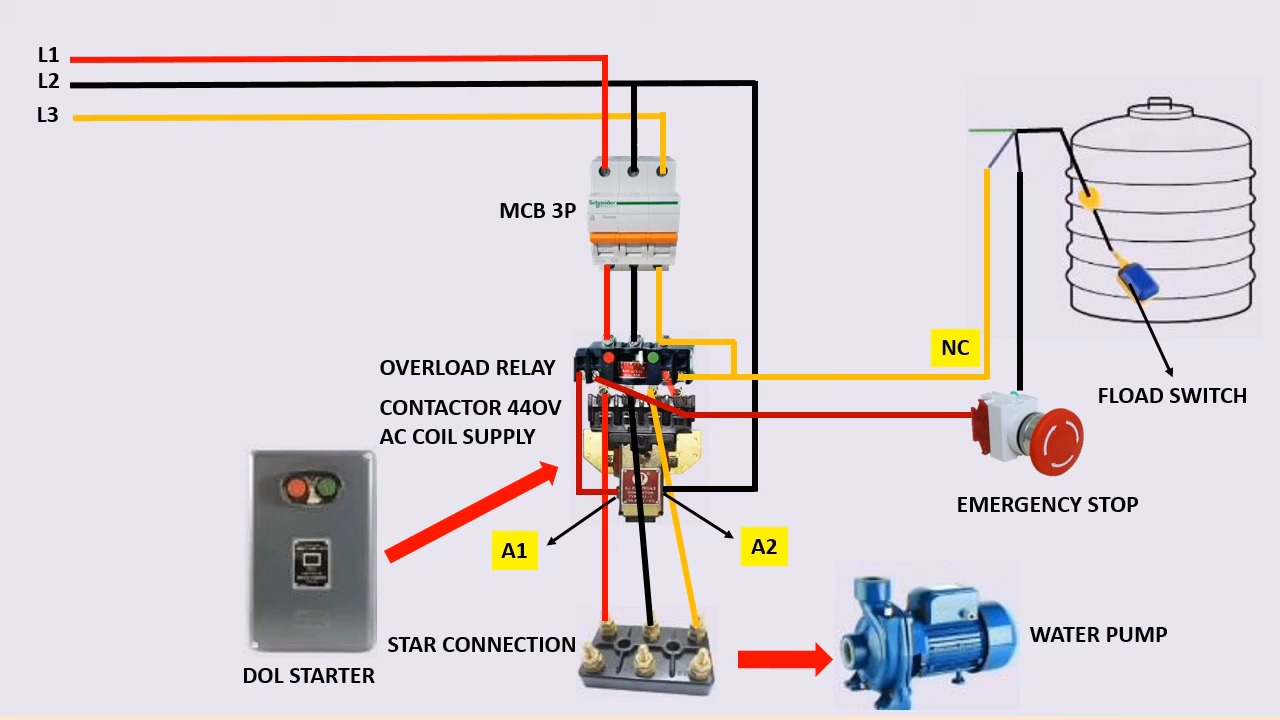 L1
L2
L3
MCB 3P
Schneider
OVERLOAD RELAY
CONTACTOR 44OV
AC COIL SUPPLY
NC
FLOAD SWITCH
EMERGENCY STOP
A1
A2
STAR CONNECTION
WATER PUMP
DOL STARTER